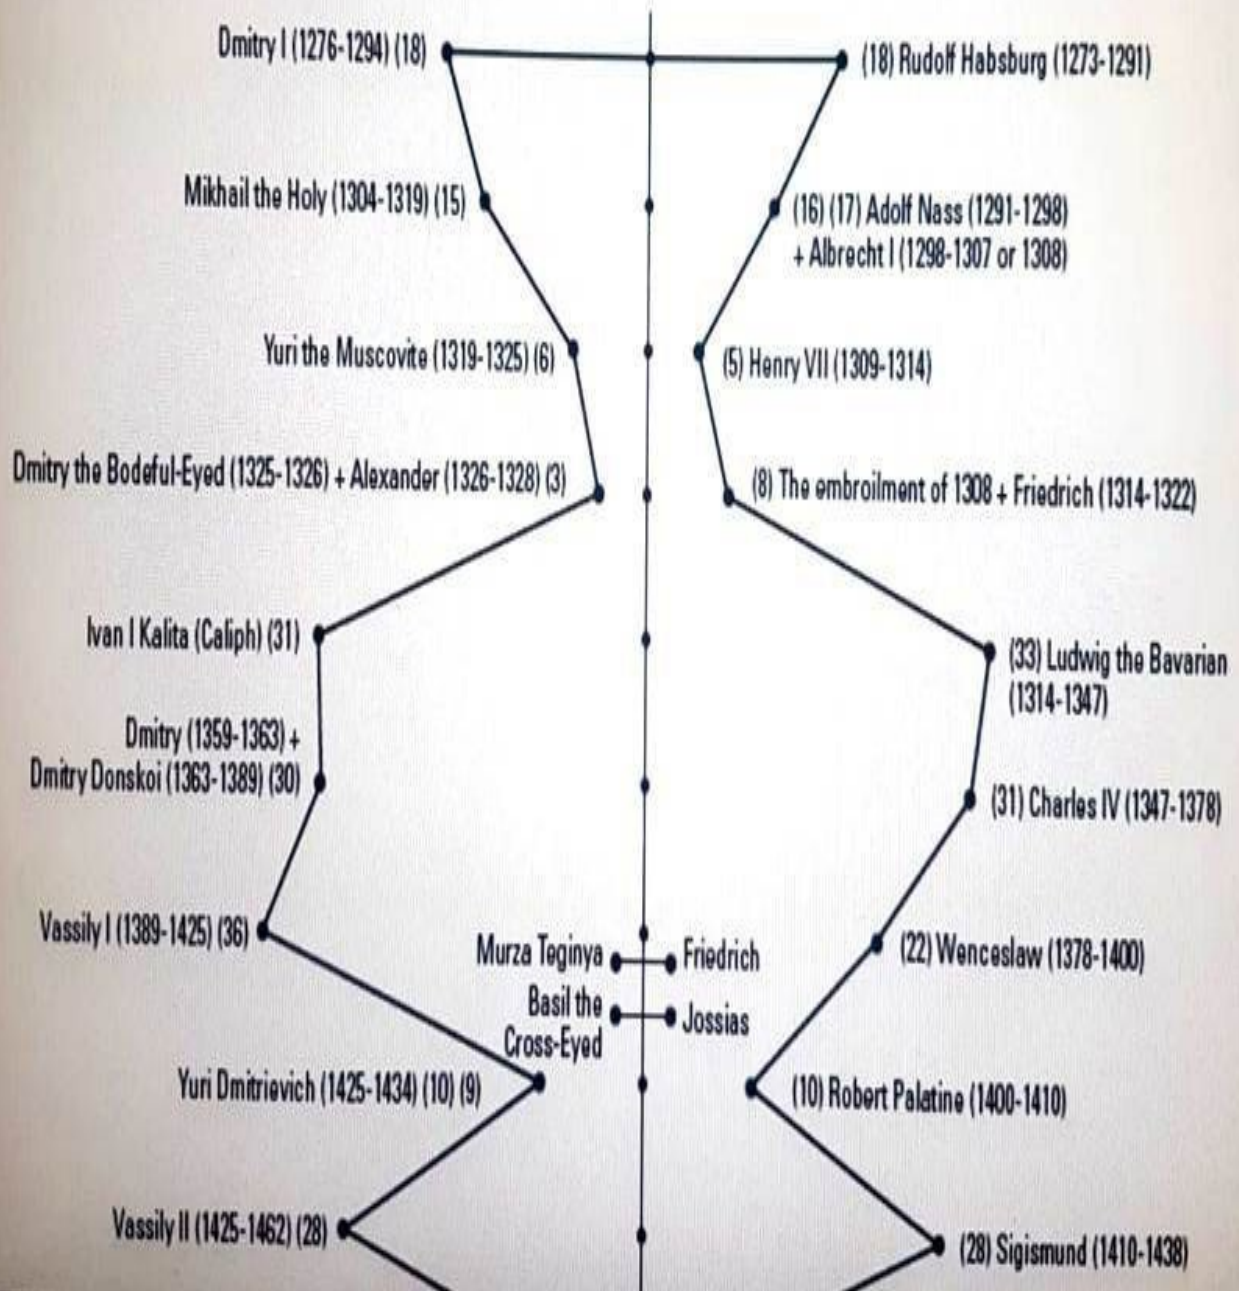 Dmitry I (1276-1294) (18)
(18) Rudolf Habsburg (1273-1291)
Mikhail the Holy (1304-1319) (15)
(16) (17) Adolf Nass (1291-1298)
+ Albrecht I (1298-1307 or 1308)
Yuri the Muscovite (1319-1325) (6)
(5) Henry VII (1309-1314)
Dmitry the Bodeful-Eyed (1325-1326) + Alexander (1326-1328) (3)
(8) The embroilment of 1308 + Friedrich (1314-1322)
Ivan I Kalita (Caliph) (31)
(33) Ludwig the Bavarian
(1314-1347)
Dmitry (1359-1363) +
Dmitry Donskoi (1363-1389) (30)
(31) Charles IV (1347-1378)
Vassily I (1389-1425) (36)
(22) Wenceslaw (1378-1400)
Murza Teginya
Friedrich
Basil the
Cross-Eyed
Jossias
Yuri Dmitrievich (1425-1434) (10) (9)
(10) Robert Palatine (1400-1410)
Vassily II (1425-1462) (28)
(28) Sigismund (1410-1438)